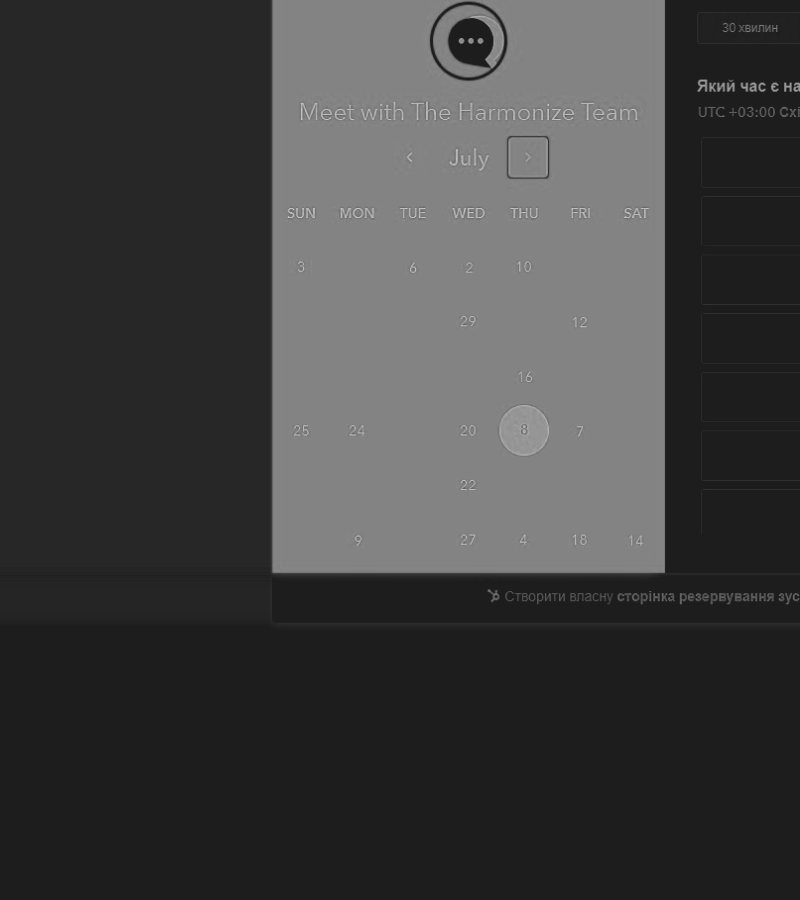 30 хвилин
Meet with The Harmonize Team
Який час є на
UTC +03:00 Схі
July
SUN MON TUE WED THU FRI SAT
3 6 2 10
29 12
16
25 24 20 8 7
22
9 27 4 18 14
Створити власну сторінка резервування зус